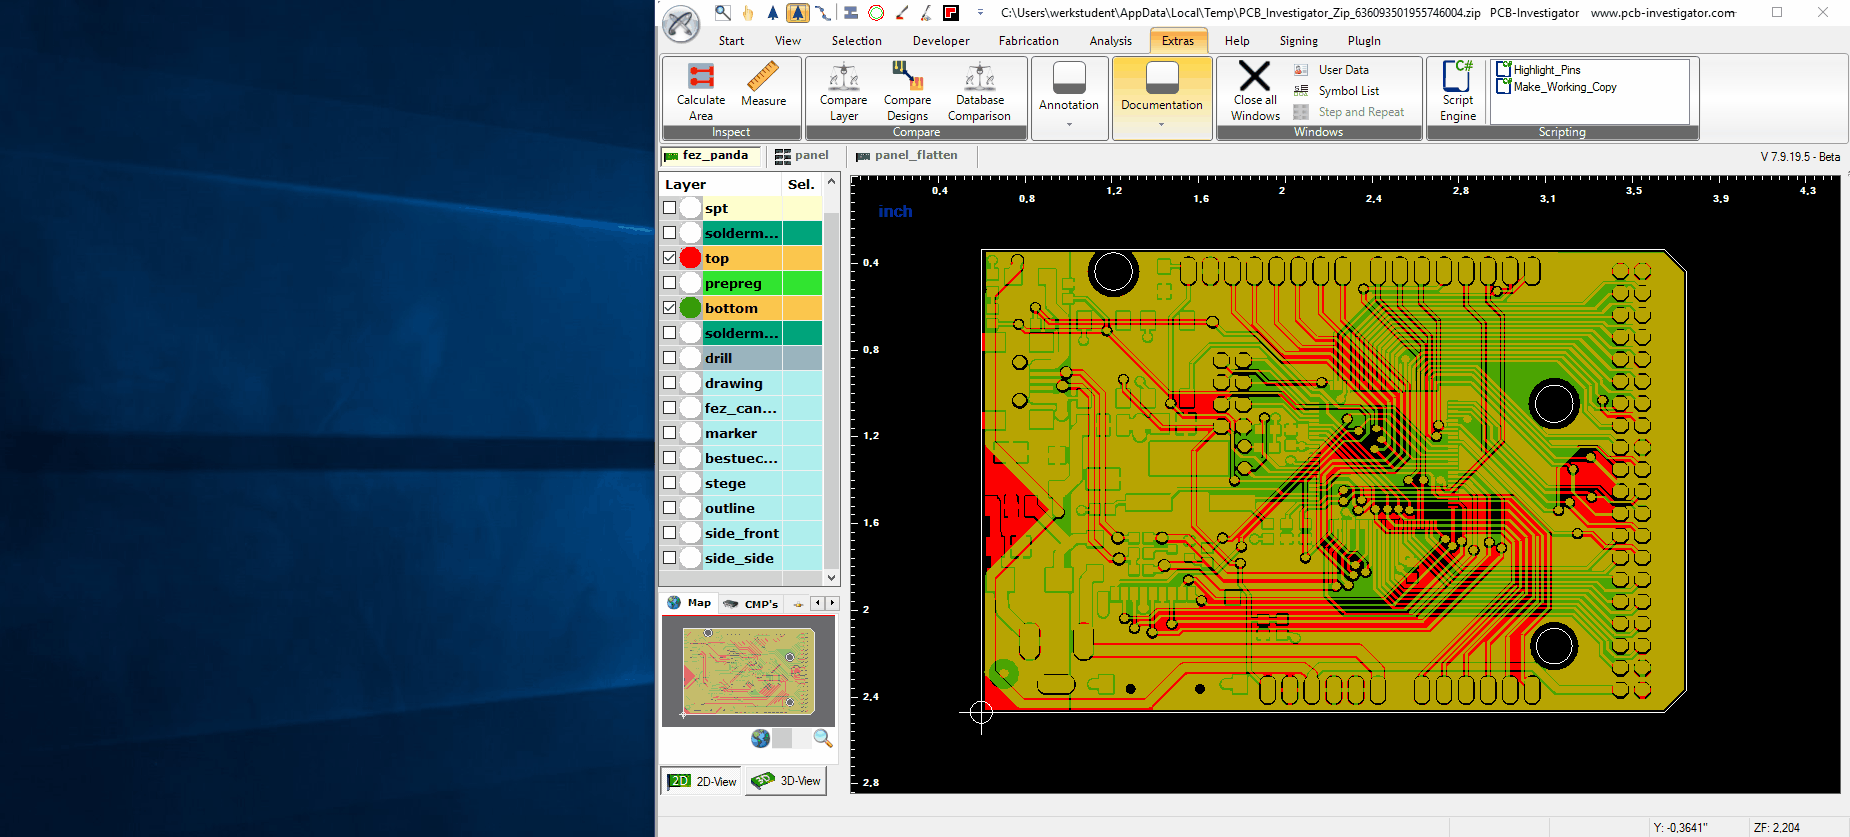 C:\Users\werkstudent\AppData\Local\Temp\PCB_Investigator_Zip_636093501955746004.zip PCB-Investigator www.pcb-investigator.com
Start View Selection Developer Fabrication Analysis Extras Help Signing PlugIn
Calculate Area
Measure
Inspect
Compare Layer
Compare Designs
Database Comparison
Compare
Annotation
Documentation
Close all Windows
User Data
Symbol List
Step and Repeat
Windows
C#
Script Engine
Highlight_Pins
Make_Working_Copy
Scripting
fez_panda panel panel_flatten
V 7.9.19.5 - Beta
Layer Sel.
spt
solderm...
top
prepreg
bottom
solderm...
drill
drawing
fez_can...
marker
bestuec...
stege
outline
side_front
side_side
Map CMP's
2D 2D-View
3D 3D-View
0,4 0,8 1,2 1,6 2 2,4 2,8 3,1 3,5 3,9 4,3
inch
0,4
0,8
1,2
1,6
2
2,4
2,8
Y: -0,3641" ZF: 2,204